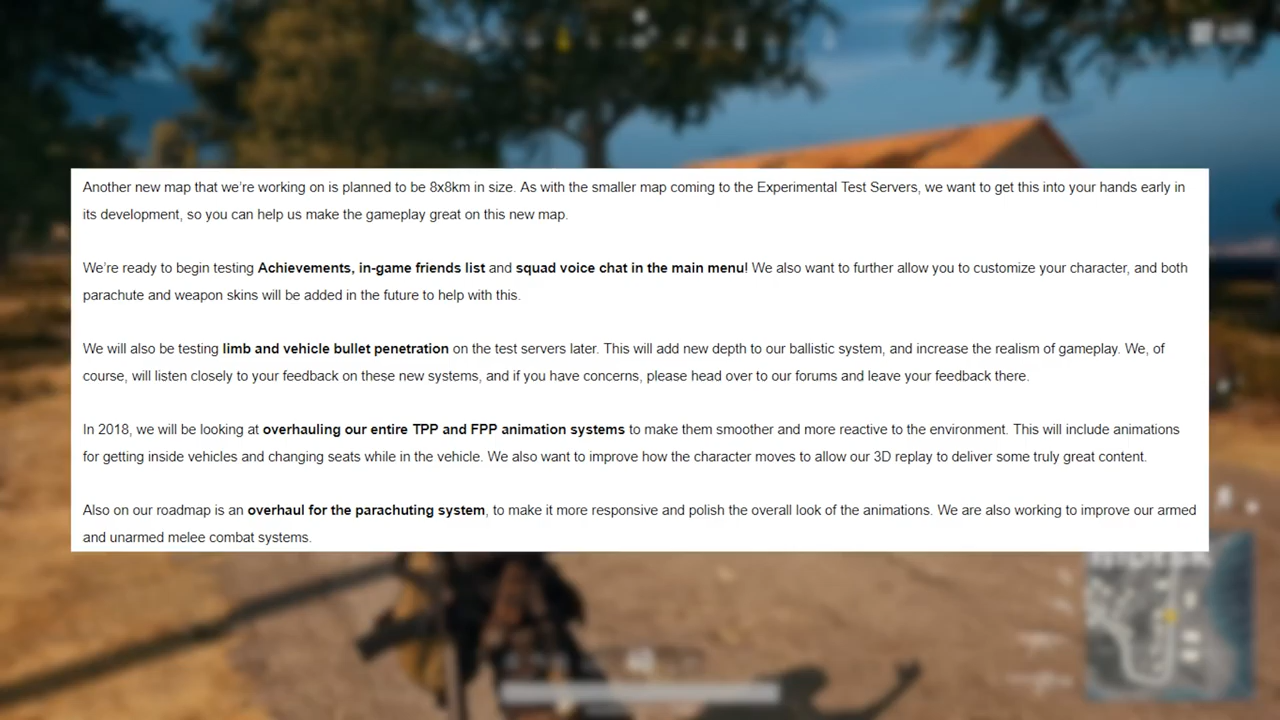 Another new map that we're working on is planned to be 8x8km in size. As with the smaller map coming to the Experimental Test Servers, we want to get this into your hands early in
its development, so you can help us make the gameplay great on this new map.
We're ready to begin testing Achievements, in-game friends list and squad voice chat in the main menu! We also want to further allow you to customize your character, and both
parachute and weapon skins will be added in the future to help with this.
We will also be testing limb and vehicle bullet penetration on the test servers later. This will add new depth to our ballistic system, and increase the realism of gameplay. We, of
course, will listen closely to your feedback on these new systems, and if you have concerns, please head over to our forums and leave your feedback there.
In 2018, we will be looking at overhauling our entire TPP and FPP animation systems to make them smoother and more reactive to the environment. This will include animations
for getting inside vehicles and changing seats while in the vehicle. We also want to improve how the character moves to allow our 3D replay to deliver some truly great content.
Also on our roadmap is an overhaul for the parachuting system, to make it more responsive and polish the overall look of the animations. We are also working to improve our armed
and unarmed melee combat systems.